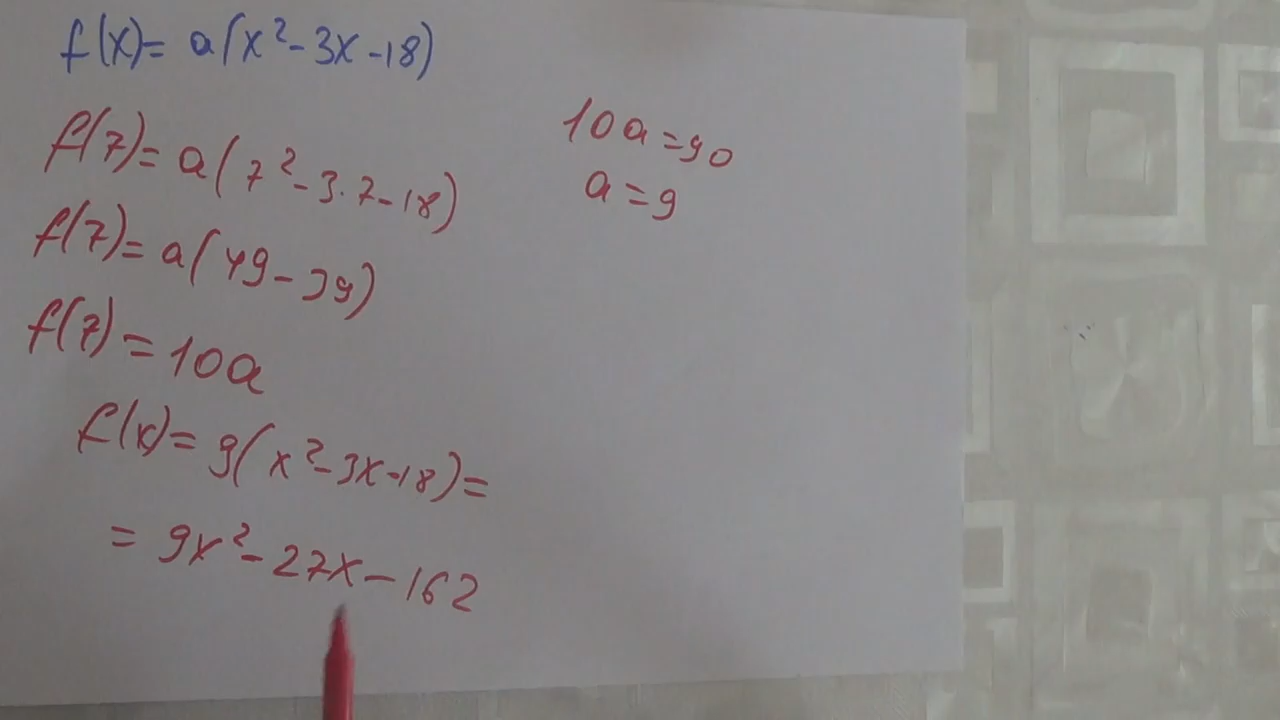 f(x)= a(x²-3x-18)
f(7)= a(7²-3·7-18)
f(7)= a(49-39)
f(7)=10a
f(x)= 9(x²-3x-18)=
= 9x²-27x-162
10a=90
a=9